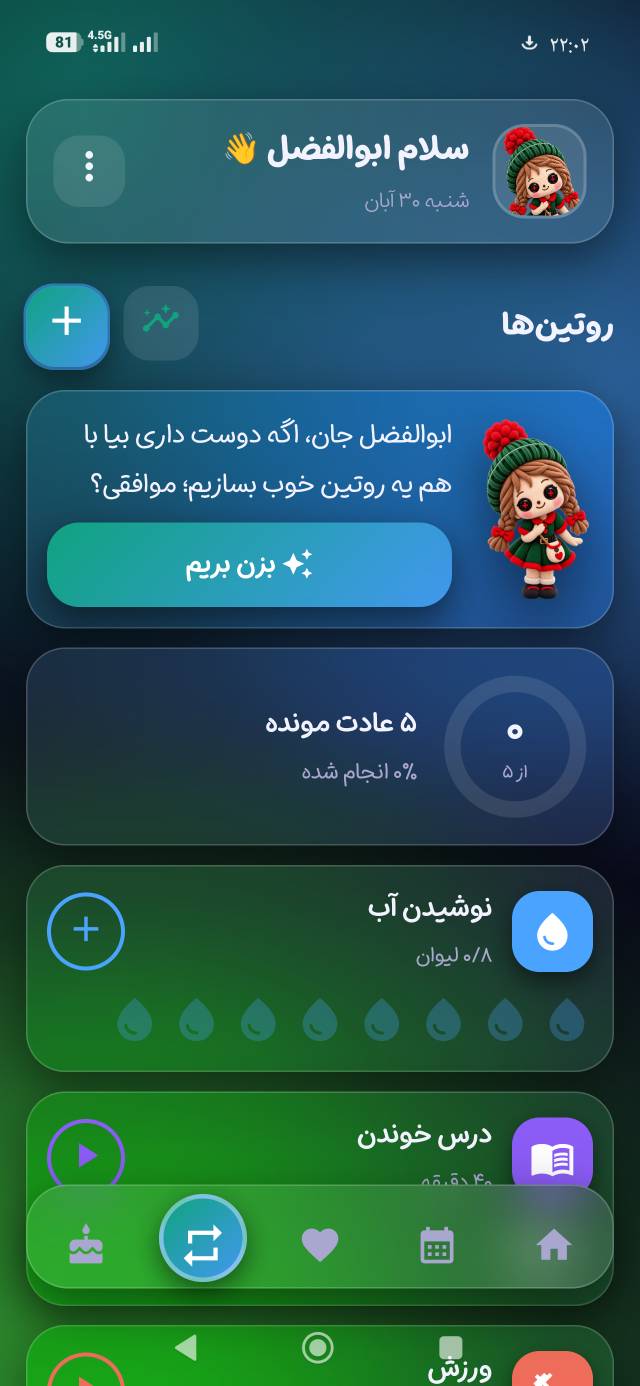 81
4.5G
۲۲:۰۲
سلام ابوالفضل 👋
شنبه ۳۰ آبان
روتین‌ها
ابوالفضل جان، اگه دوست داری بیا با
هم یه روتین خوب بسازیم؛ موافقی؟
بزن بریم
۰
از ۵
۵ عادت مونده
۰% انجام شده
نوشیدن آب
۰/۸ لیوان
درس خوندن
۴۰ دقیقه
ورزش